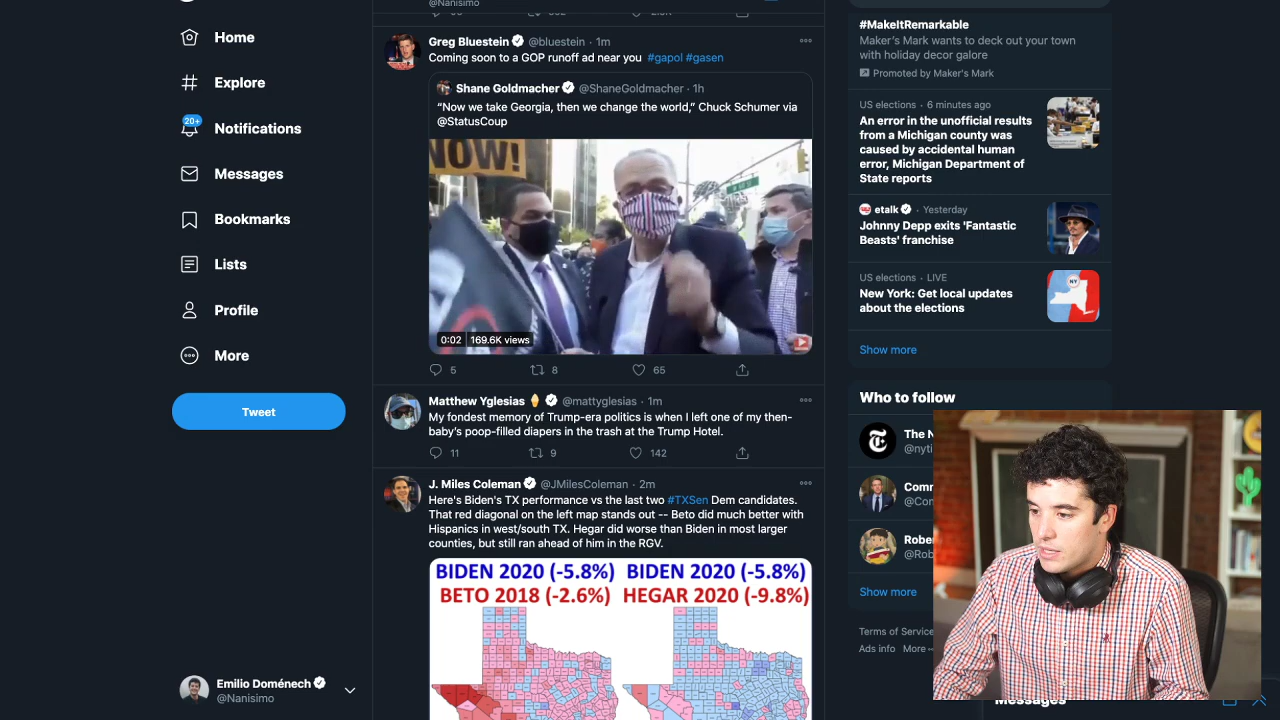 @Nanisimo
Home
Explore
20+
Notifications
Messages
Bookmarks
Lists
Profile
More
Tweet
Emilio Doménech
@Nanisimo
Greg Bluestein @bluestein · 1m
Coming soon to a GOP runoff ad near you #gapol #gasen
Shane Goldmacher @ShaneGoldmacher · 1h
“Now we take Georgia, then we change the world,” Chuck Schumer via
@StatusCoup
NOW!
0:02 169.6K views
5 8 65
Matthew Yglesias @mattyglesias · 1m
My fondest memory of Trump-era politics is when I left one of my then-
baby's poop-filled diapers in the trash at the Trump Hotel.
11 9 142
J. Miles Coleman @JMilesColeman · 2m
Here's Biden's TX performance vs the last two #TXSen Dem candidates.
That red diagonal on the left map stands out -- Beto did much better with
Hispanics in west/south TX. Hegar did worse than Biden in most larger
counties, but still ran ahead of him in the RGV.
BIDEN 2020 (-5.8%) BIDEN 2020 (-5.8%)
BETO 2018 (-2.6%) HEGAR 2020 (-9.8%)
#MakeItRemarkable
Maker's Mark wants to deck out your town
with holiday decor galore
Promoted by Maker's Mark
US elections · 6 minutes ago
An error in the unofficial results
from a Michigan county was
caused by accidental human
error, Michigan Department of
State reports
etalk · Yesterday
Johnny Depp exits 'Fantastic
Beasts' franchise
US elections · LIVE
New York: Get local updates
about the elections
NY
Show more
Who to follow
The N
@nyti
Com
@Con
Rober
@Rob
Show more
Terms of Service
Ads info More
Messages